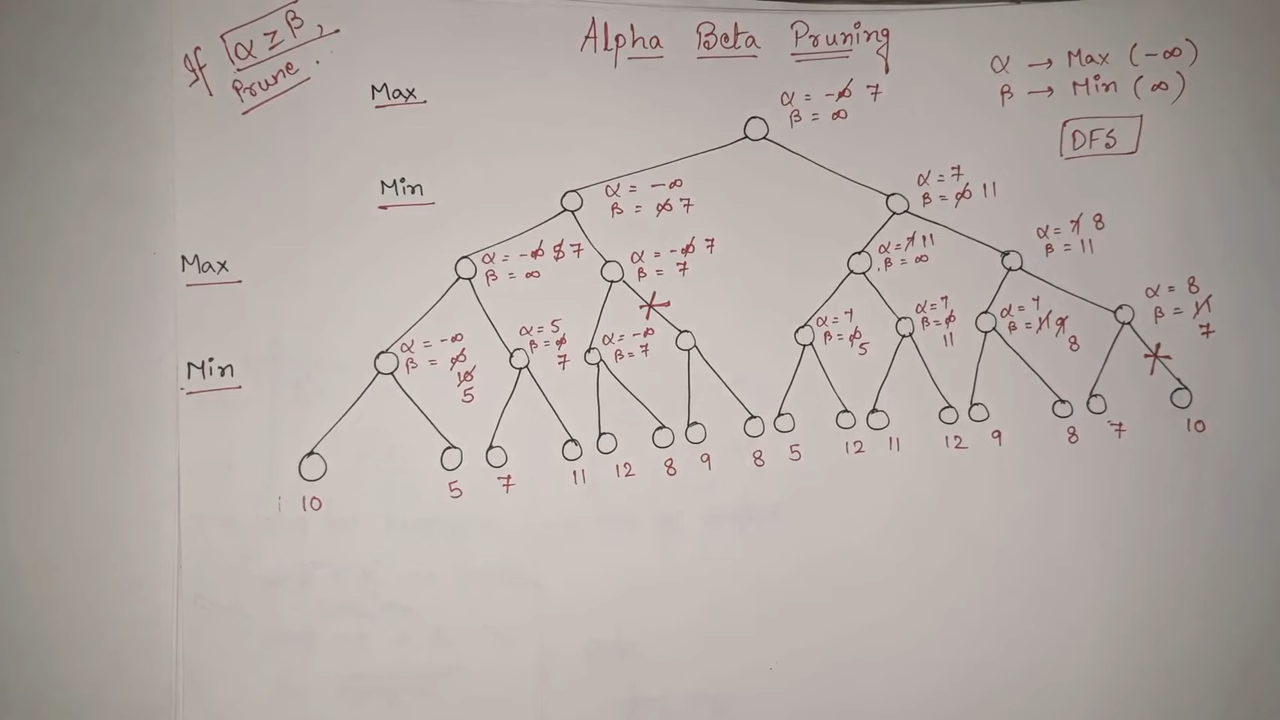 If α ≥ β,
Prune.
Alpha Beta Pruning
α → Max (-∞)
β → Min (∞)
DFS
Max
α = -∞ 7
β = ∞
Min
α = -∞
β = ∞ 7
α = 7
β = ∞ 11
Max
α = -∞ 5 7
β = ∞
α = -∞ 7
β = 7
α = 7 11
β = ∞
α = 7 8
β = 11
Min
α = -∞
β = ∞
10
5
α = 5
β = ∞
7
α = -∞
β = 7
α = 7
β = ∞
5
α = 7
β = ∞
11
α = 7
β = 11 9
8
α = 8
β = 11
7
10 5 7 11 12 8 9 8 5 12 11 12 9 8 7 10